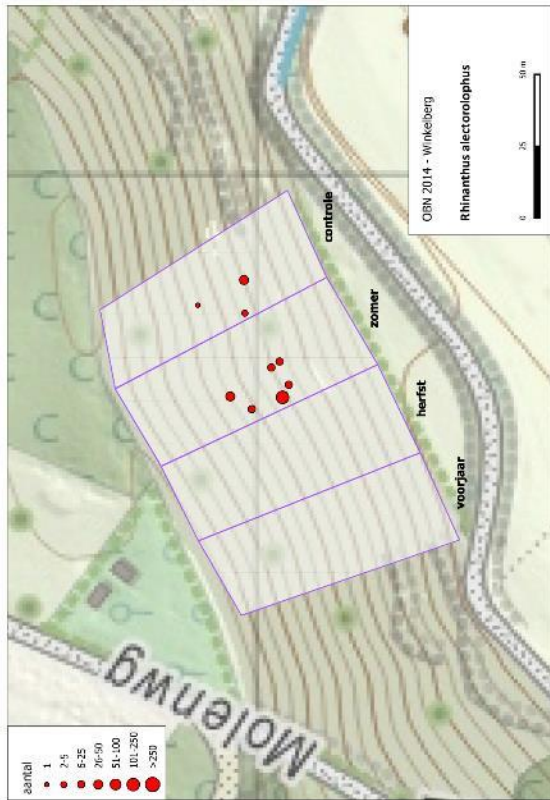 aantal
1
2-5
6-25
26-50
51-100
101-250
>250
Molenwg
voorjaar
herfst
zomer
controle
OBN 2014 - Winkelberg
Rhinanthus alectorolophus
0 25 50 m